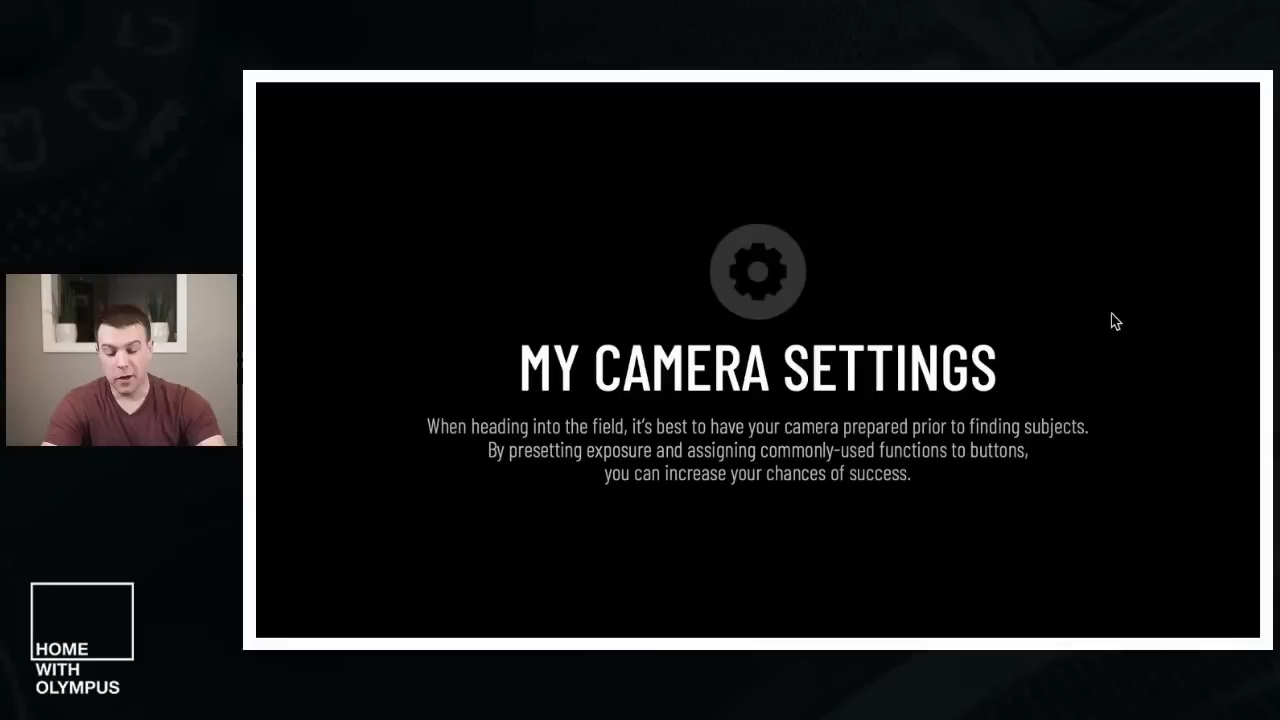 MY CAMERA SETTINGS
When heading into the field, it's best to have your camera prepared prior to finding subjects.
By presetting exposure and assigning commonly-used functions to buttons,
you can increase your chances of success.
HOME
WITH
OLYMPUS